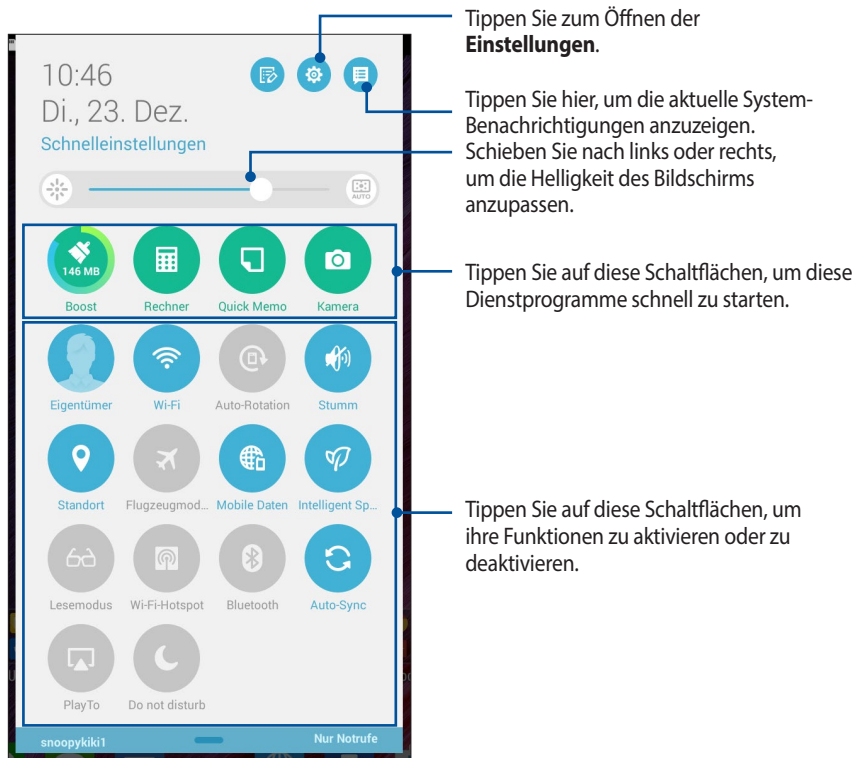 Tippen Sie zum Öffnen der
Einstellungen.
Tippen Sie hier, um die aktuelle System-
Benachrichtigungen anzuzeigen.
Schieben Sie nach links oder rechts,
um die Helligkeit des Bildschirms
anzupassen.
Tippen Sie auf diese Schaltflächen, um diese
Dienstprogramme schnell zu starten.
Tippen Sie auf diese Schaltflächen, um
ihre Funktionen zu aktivieren oder zu
deaktivieren.
10:46
Di., 23. Dez.
Schnelleinstellungen
AUTO
146 MB
Boost Rechner Quick Memo Kamera
Eigentümer Wi-Fi Auto-Rotation Stumm
Standort Flugzeugmod... Mobile Daten Intelligent Sp...
Lesemodus Wi-Fi-Hotspot Bluetooth Auto-Sync
PlayTo Do not disturb
snoopykiki1 Nur Notrufe